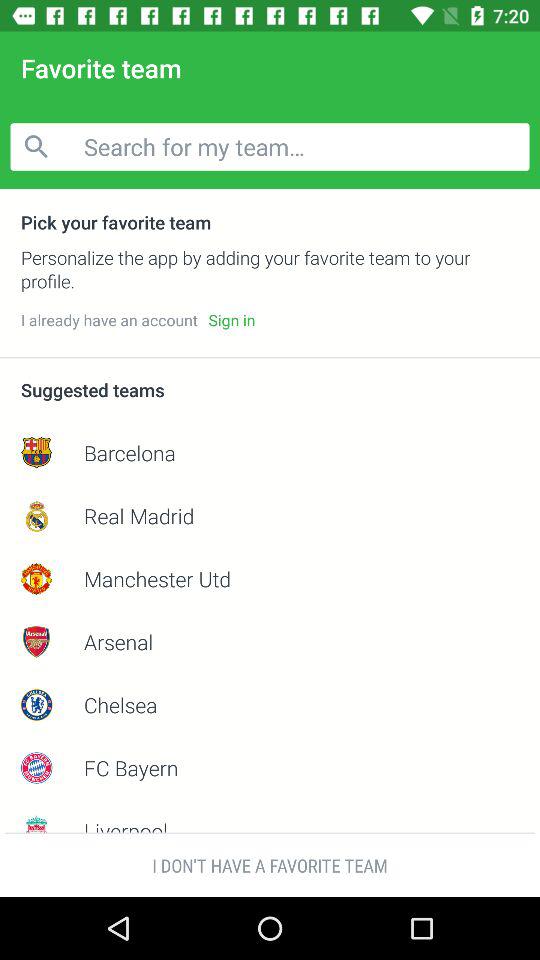 7:20
Favorite team
Search for my team...
Pick your favorite team
Personalize the app by adding your favorite team to your
profile.
I already have an account Sign in
Suggested teams
Barcelona
Real Madrid
Manchester Utd
Arsenal
Chelsea
FC Bayern
Liverpool
I DON'T HAVE A FAVORITE TEAM